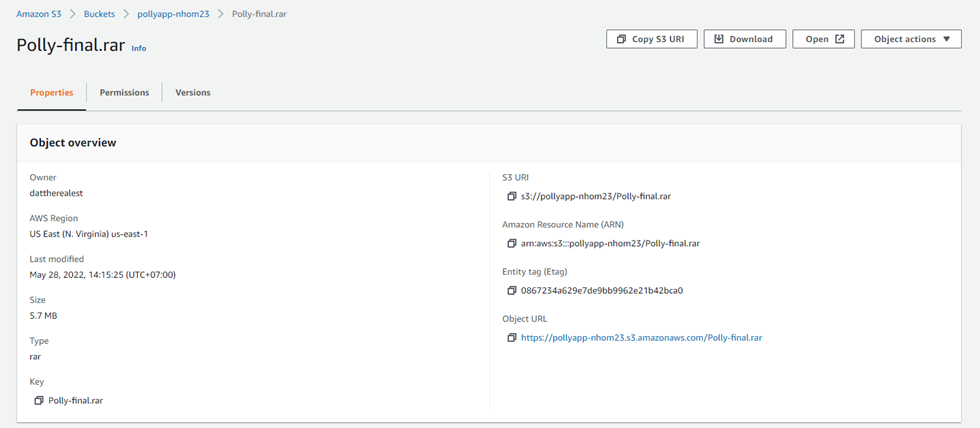 Amazon S3 > Buckets > pollyapp-nhom23 > Polly-final.rar
Polly-final.rar Info
Copy S3 URI Download Open Object actions
Properties Permissions Versions
Object overview
Owner
dattherealest
AWS Region
US East (N. Virginia) us-east-1
Last modified
May 28, 2022, 14:15:25 (UTC+07:00)
Size
5.7 MB
Type
rar
Key
Polly-final.rar
S3 URI
s3://pollyapp-nhom23/Polly-final.rar
Amazon Resource Name (ARN)
arn:aws:s3:::pollyapp-nhom23/Polly-final.rar
Entity tag (Etag)
0867234a629e7de9bb9962e21b42bca0
Object URL
https://pollyapp-nhom23.s3.amazonaws.com/Polly-final.rar